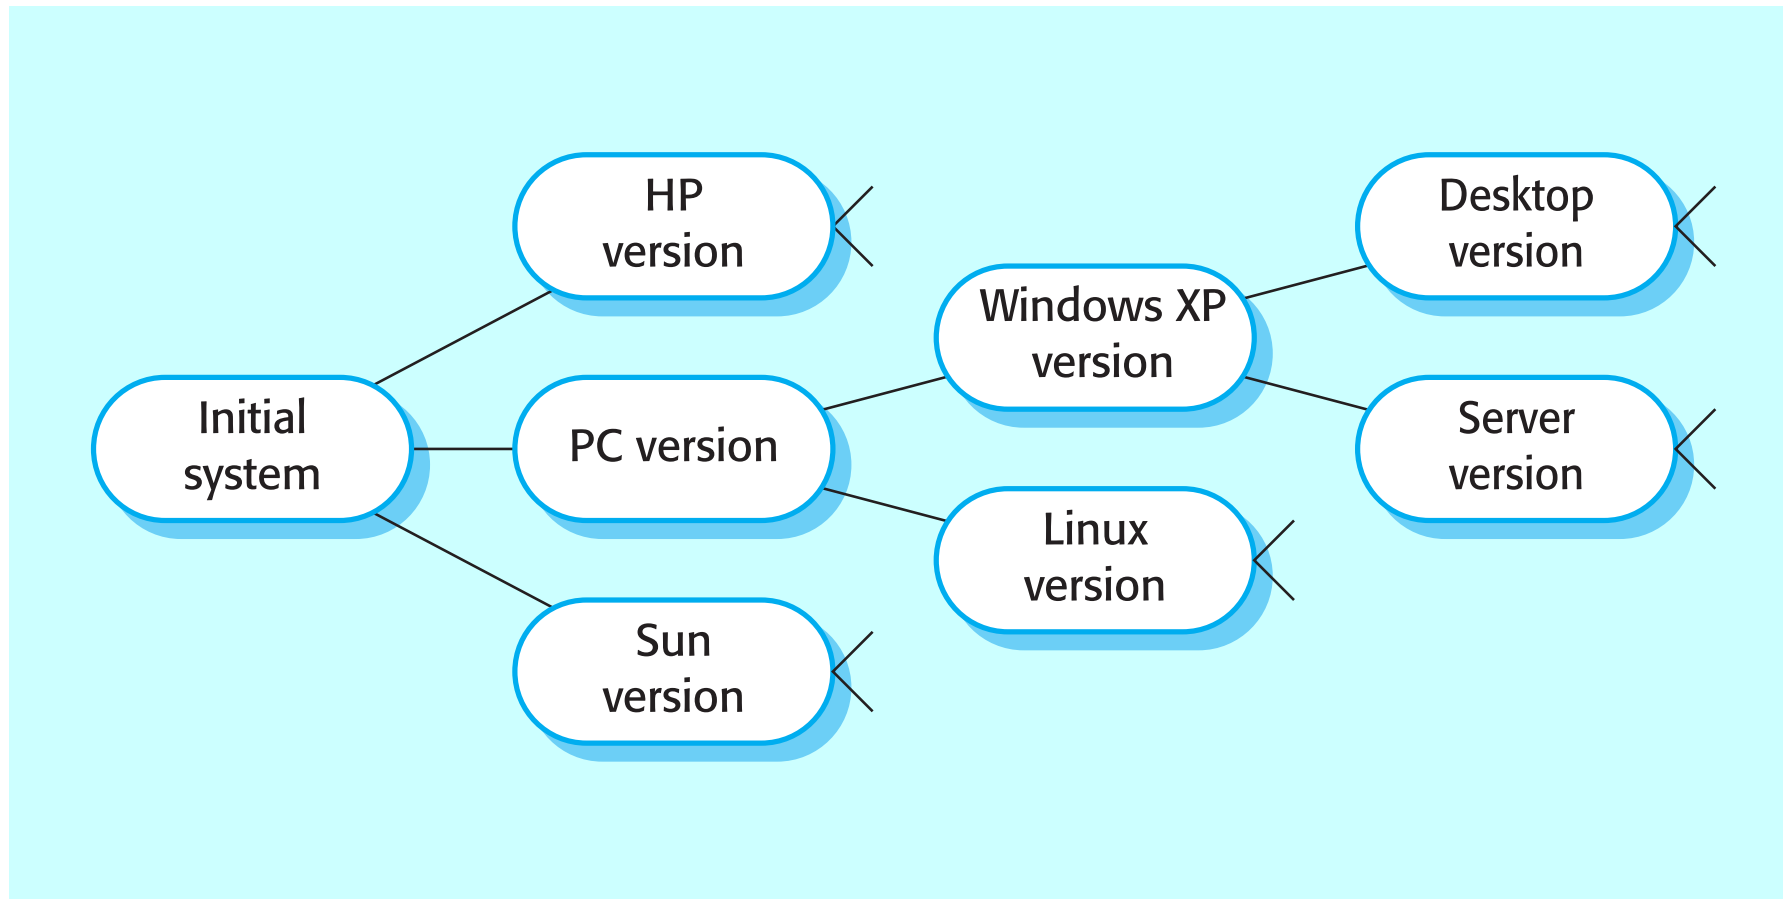 Initial
system
HP
version
PC version
Sun
version
Windows XP
version
Linux
version
Desktop
version
Server
version